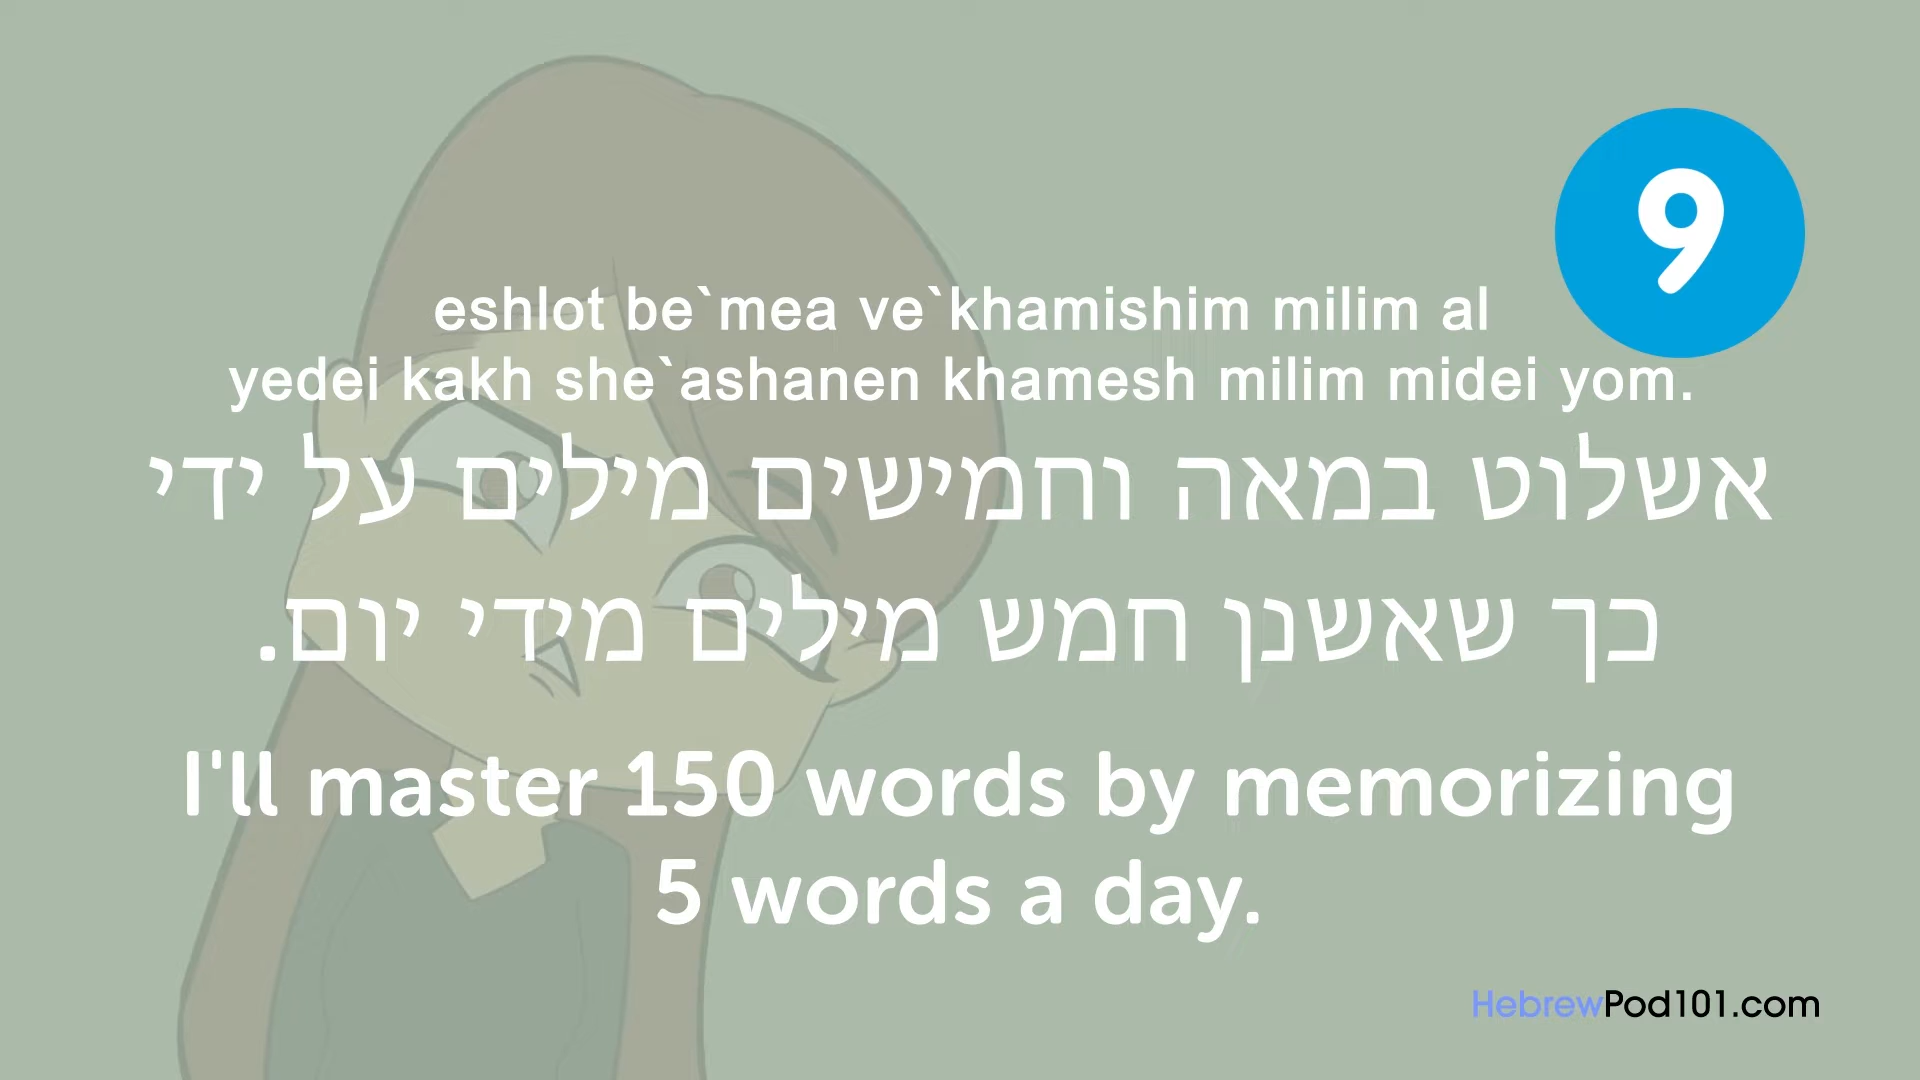 9
eshlot be`mea ve`khamishim milim al
yedei kakh she`ashanen khamesh milim midei yom.
אשלוט במאה וחמישים מילים על ידי
כך שאשנן חמש מילים מידי יום.
I'll master 150 words by memorizing
5 words a day.
HebrewPod101.com